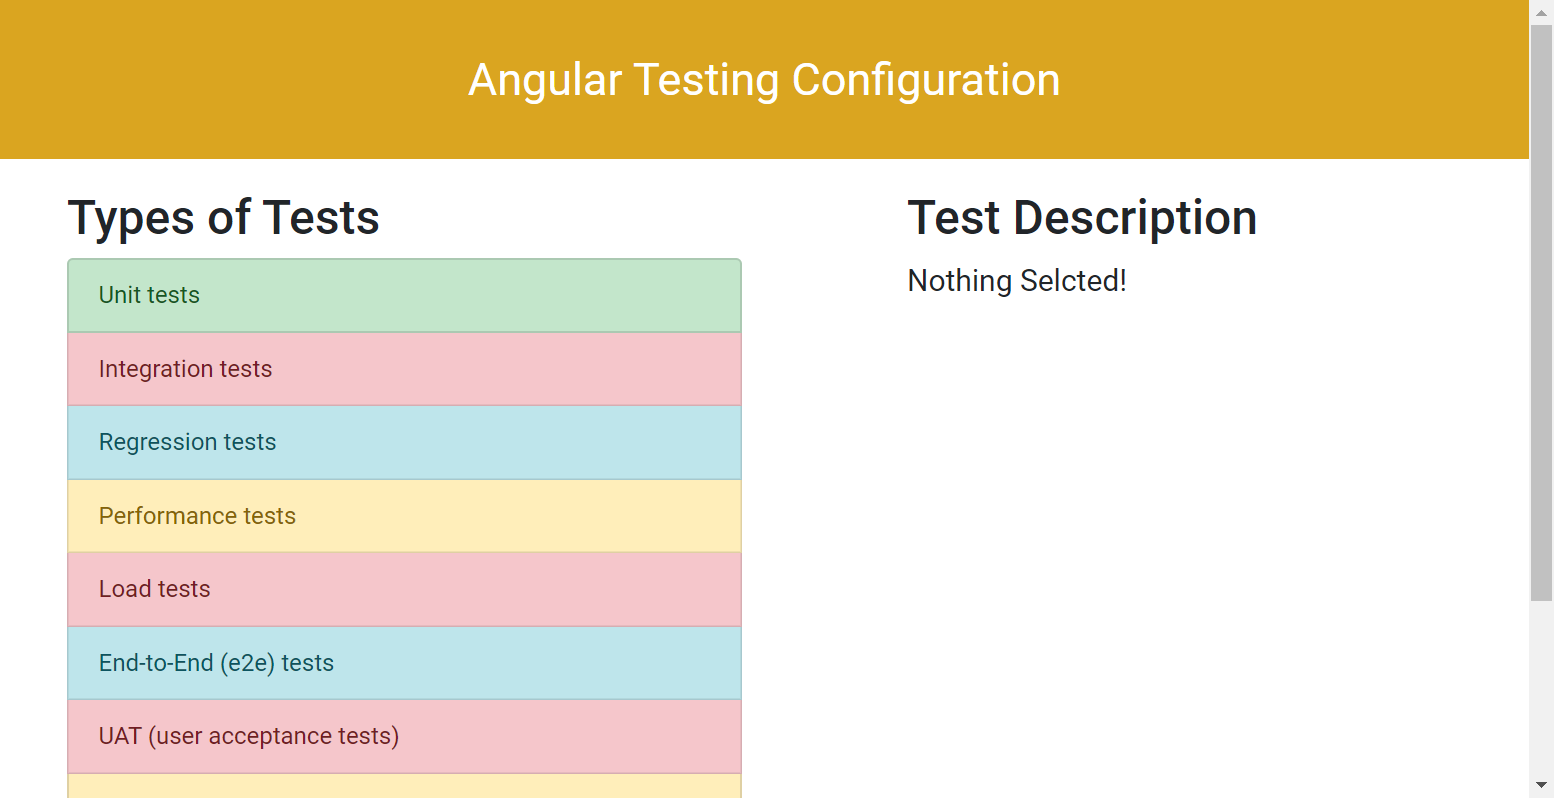 Angular Testing Configuration
Types of Tests
Unit tests
Integration tests
Regression tests
Performance tests
Load tests
End-to-End (e2e) tests
UAT (user acceptance tests)
Test Description
Nothing Selcted!